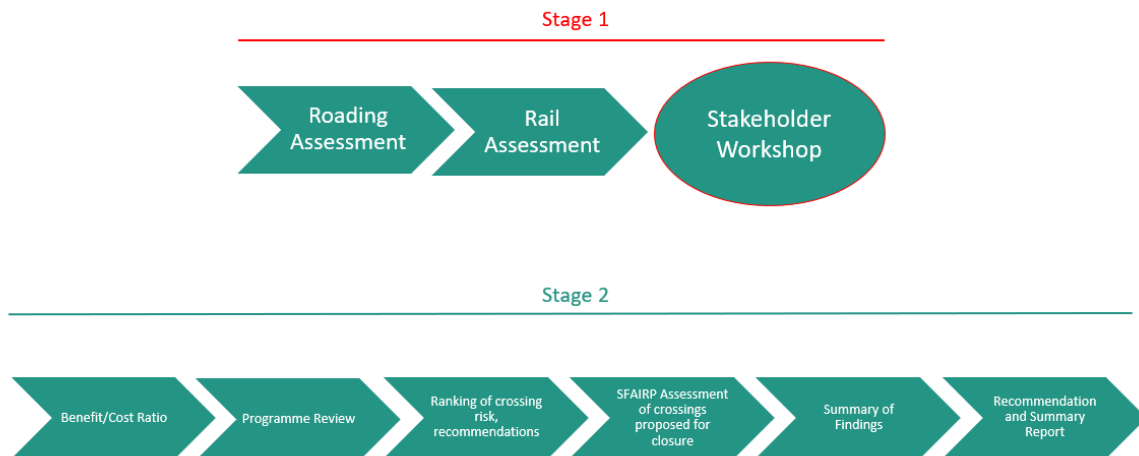 Stage 1
Roading
Assessment
Rail
Assessment
Stakeholder
Workshop
Stage 2
Benefit/Cost Ratio
Programme Review
Ranking of crossing
risk,
recommendations
SFAIRP Assessment
of crossings
proposed for
closure
Summary of
Findings
Recommendation
and Summary
Report